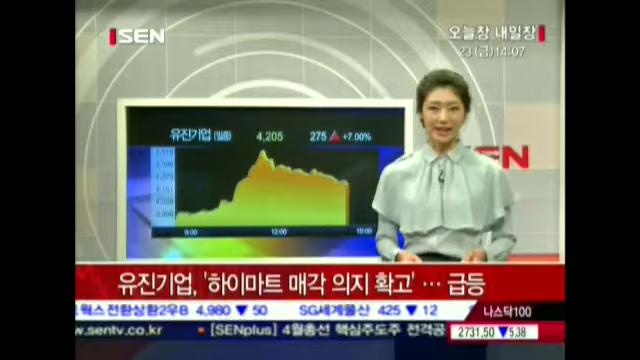 SEN
오늘장 내일장
23(금)14:07
유진기업 (일중) 4,205 275 ▲ +7.00%
SEN
9:00 12:00 15:00
유진기업, '하이마트 매각 의지 확고' … 급등
트웍스 전환상환2우B 4,980 ▼ 50 SG세계물산 425 ▼ 12 나스닥100
www.sentv.co.kr • [SENplus] 4월총선 핵심주도주 전격공 2731,50 ▼5,38